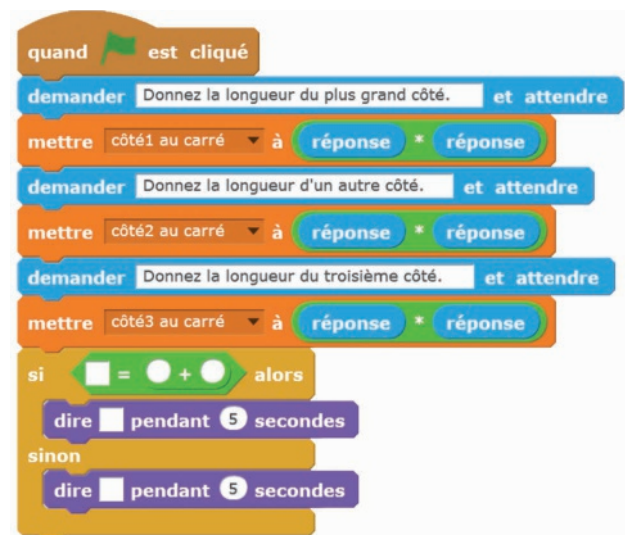 quand est cliqué
demander Donnez la longueur du plus grand côté. et attendre
mettre côté1 au carré à réponse * réponse
demander Donnez la longueur d'un autre côté. et attendre
mettre côté2 au carré à réponse * réponse
demander Donnez la longueur du troisième côté. et attendre
mettre côté3 au carré à réponse * réponse
si = + alors
dire pendant 5 secondes
sinon
dire pendant 5 secondes